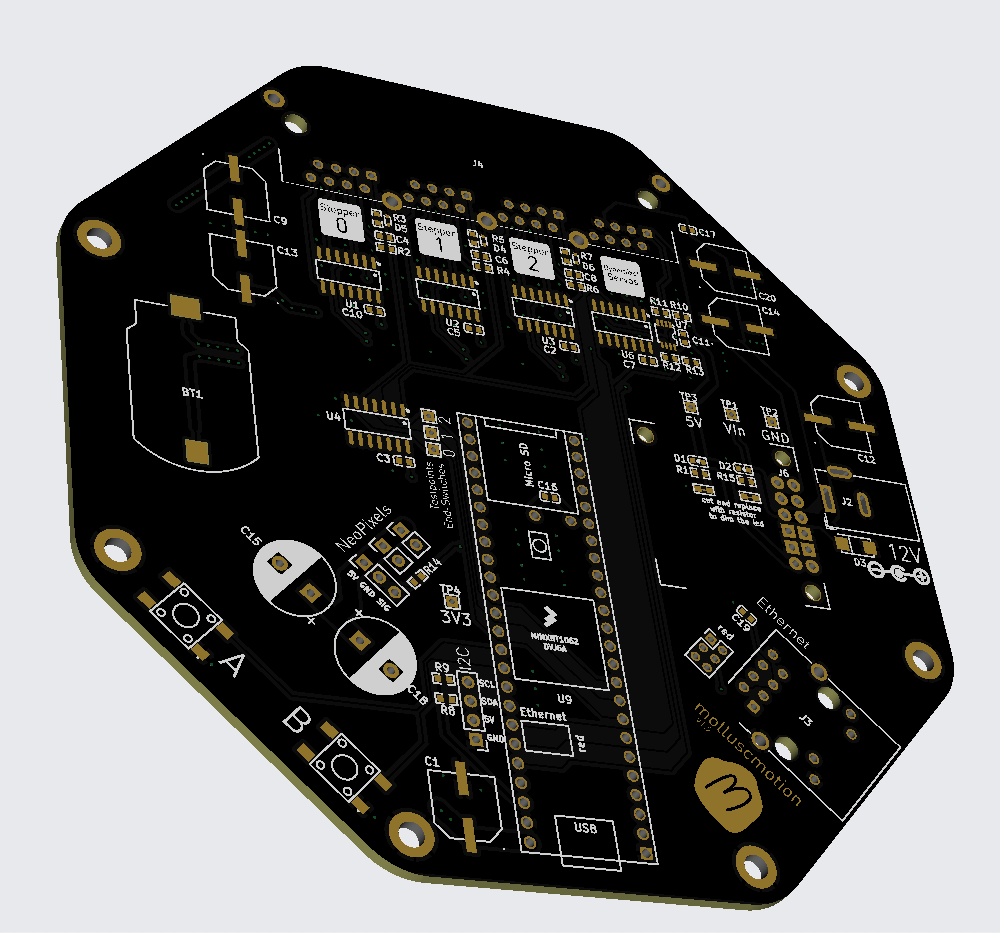 J4
C9
C13
Stepper
0
R3
D5
C4
R2
Stepper
1
R5
D4
C6
R4
Stepper
2
R7
D6
C8
R6
Dynamixel
Servos
C17
C20
C14
R11
R10
U7
C11
R12
R13
U1
C10
U2
C5
U3
C2
U6
C7
BT1
U4
C3
0 1 2
Testpoints
End-Switches
Micro SD
C16
TP3
5V
TP1
Vin
TP2
GND
D1
R1
D2
R15
cut and replace
with resistor
to dim the led
J6
C12
J2
D3
12V
C15
NeoPixels
5V
GND
SIG
R14
TP4
3V3
C18
A
B
I2C
R9
R8
SCL
SDA
5V
GND
MIMXRT1062
DVJ6A
U9
Ethernet
red
USB
C1
C19
Ethernet
red
J3
molluscmotion